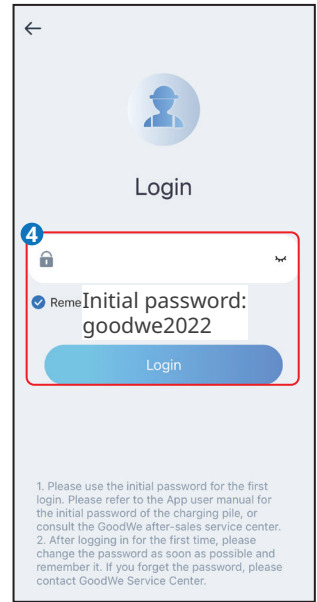 Login
4
Reme
Initial password:
goodwe2022
Login
1. Please use the initial password for the first
login. Please refer to the App user manual for
the initial password of the charging pile, or
consult the GoodWe after-sales service center.
2. After logging in for the first time, please
change the password as soon as possible and
remember it. If you forget the password, please
contact GoodWe Service Center.